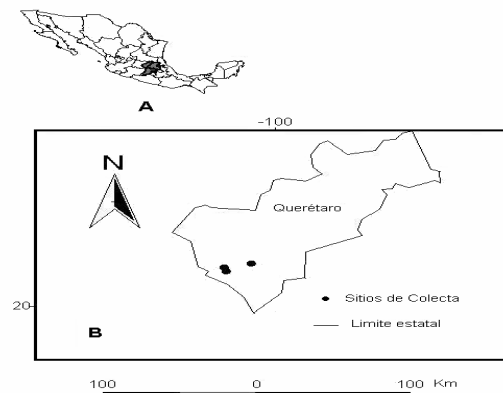 A
-100
N
Querétaro
Sitios de Colecta
20
Limite estatal
B
100 0 100 Km